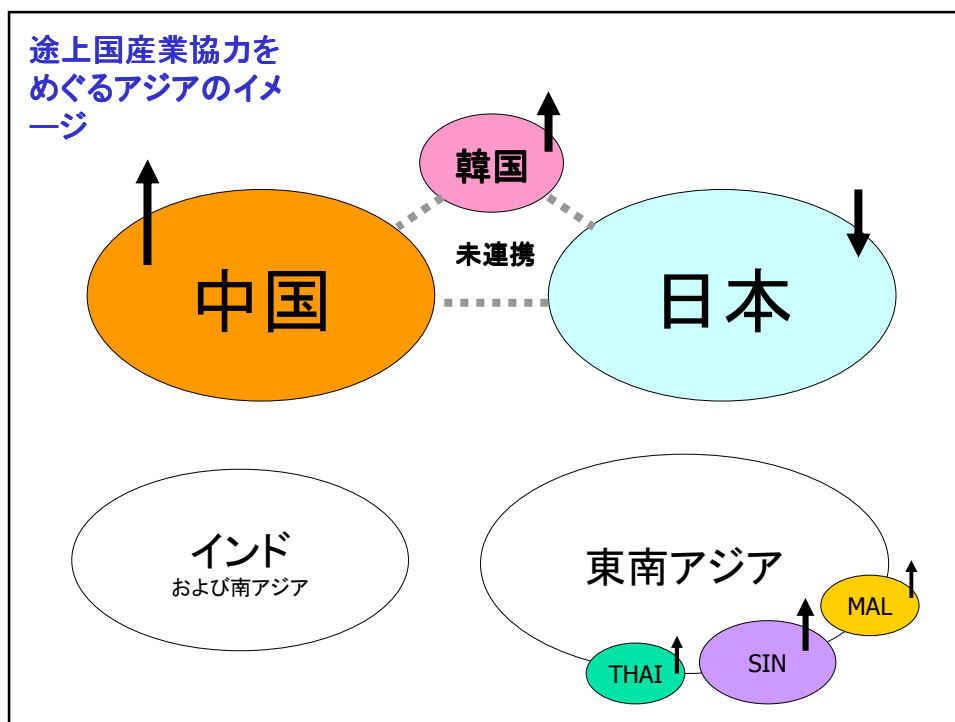 途上国産業協力を
めぐるアジアのイメ
ージ
韓国
未連携
中国
日本
インド
および南アジア
東南アジア
MAL
SIN
THAI